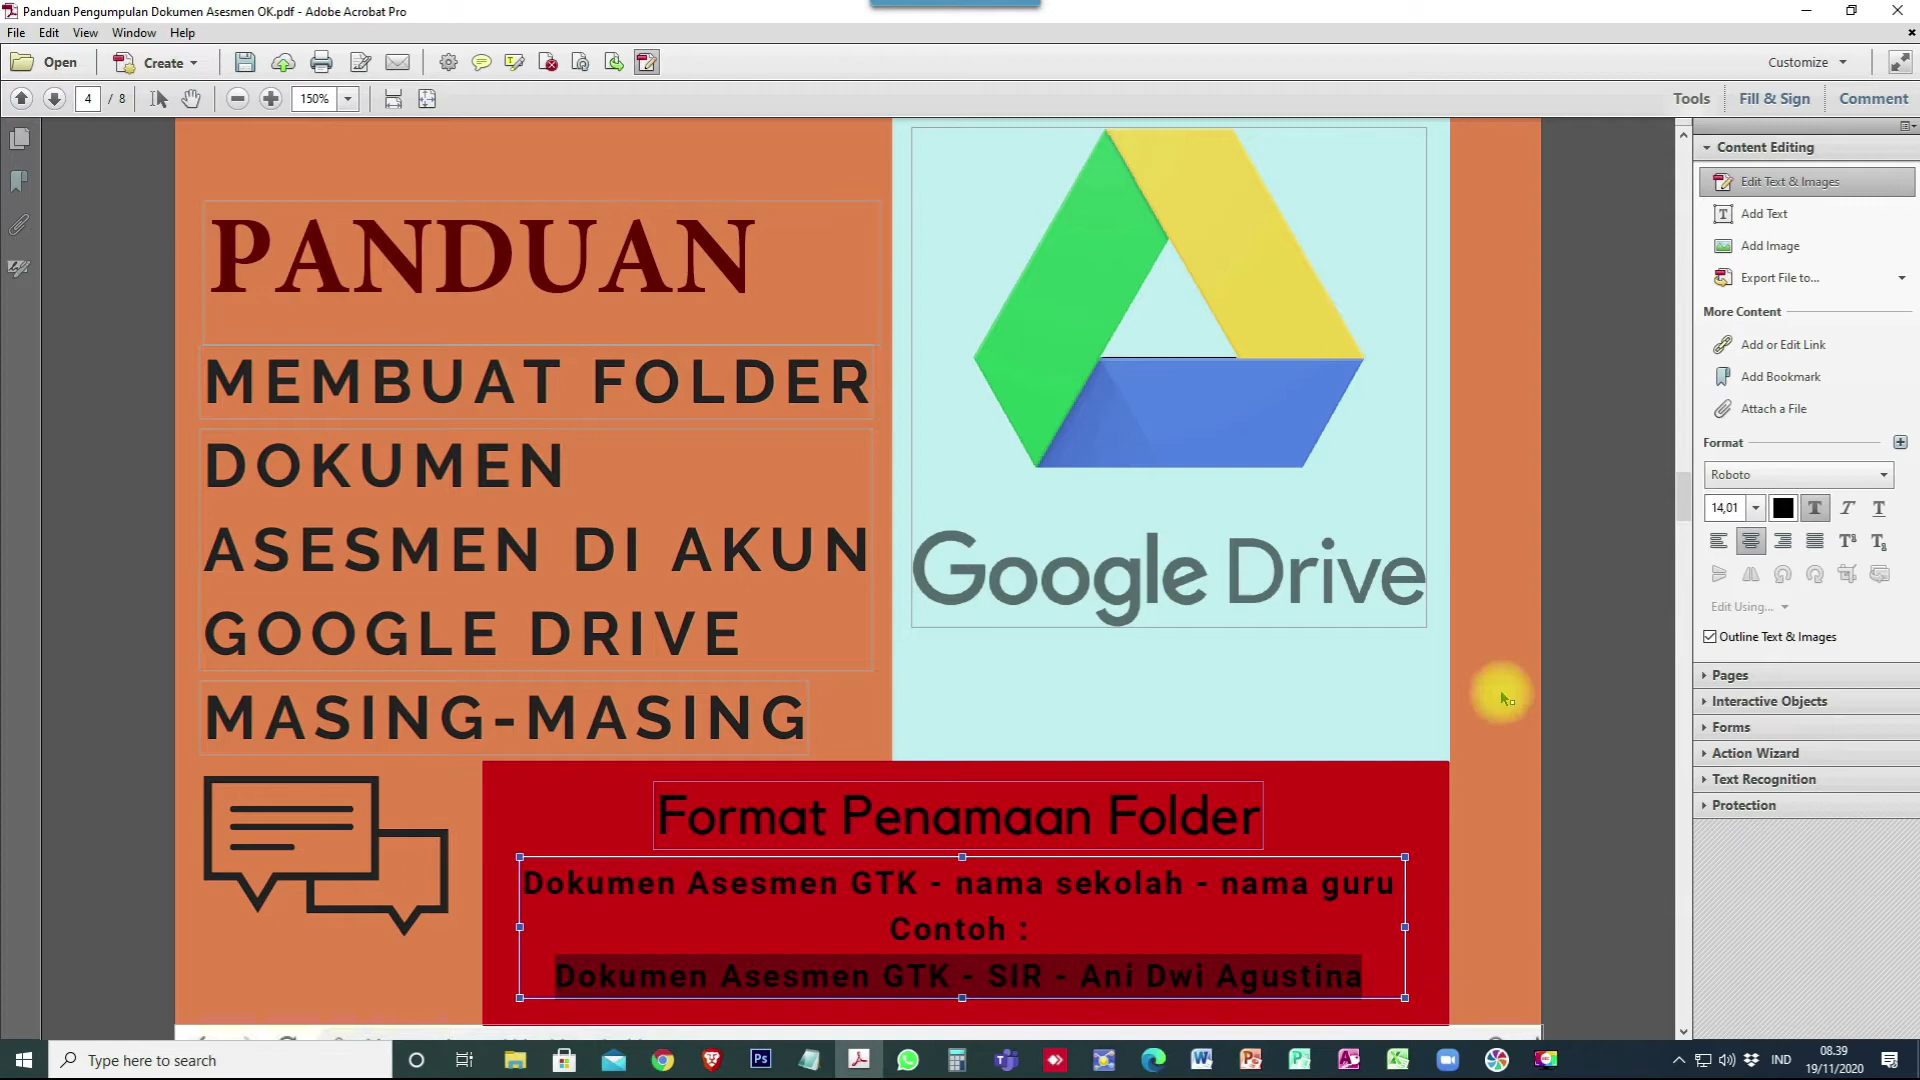 Panduan Pengumpulan Dokumen Asesmen OK.pdf - Adobe Acrobat Pro
File Edit View Window Help
Open Create Customize
4 / 8 150% Tools Fill & Sign Comment
PANDUAN
MEMBUAT FOLDER
DOKUMEN
ASESMEN DI AKUN
GOOGLE DRIVE
MASING-MASING
Google Drive
Format Penamaan Folder
Dokumen Asesmen GTK - nama sekolah - nama guru
Contoh :
Dokumen Asesmen GTK - SIR - Ani Dwi Agustina
Content Editing
Edit Text & Images
Add Text
Add Image
Export File to...
More Content
Add or Edit Link
Add Bookmark
Attach a File
Format
Roboto
14,01
Edit Using...
Outline Text & Images
Pages
Interactive Objects
Forms
Action Wizard
Text Recognition
Protection
Type here to search
IND
08.39
19/11/2020